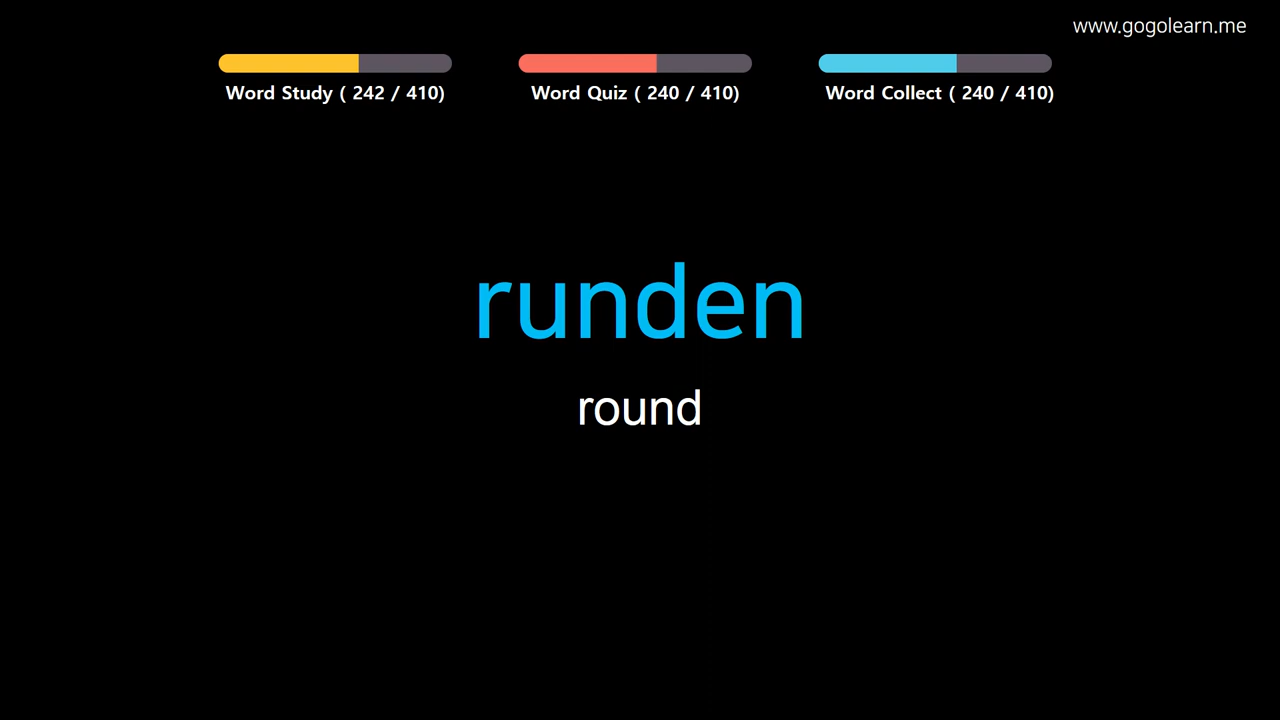 www.gogolearn.me
Word Study ( 242 / 410)
Word Quiz ( 240 / 410)
Word Collect ( 240 / 410)
runden
round